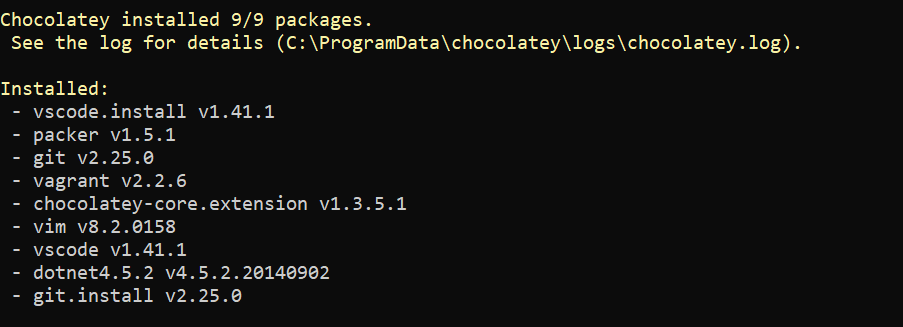 Chocolatey installed 9/9 packages.
See the log for details (C:\ProgramData\chocolatey\logs\chocolatey.log).
Installed:
- vscode.install v1.41.1
- packer v1.5.1
- git v2.25.0
- vagrant v2.2.6
- chocolatey-core.extension v1.3.5.1
- vim v8.2.0158
- vscode v1.41.1
- dotnet4.5.2 v4.5.2.20140902
- git.install v2.25.0